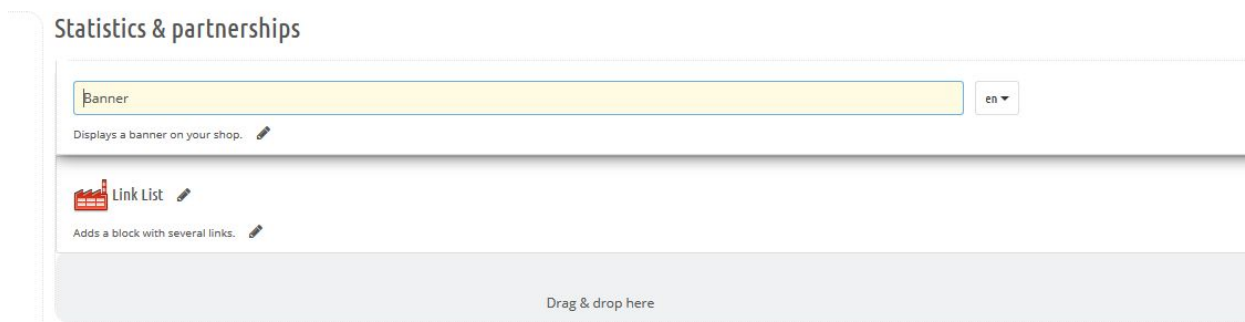 Statistics & partnerships
Banner
en
Displays a banner on your shop.
Link List
Adds a block with several links.
Drag & drop here